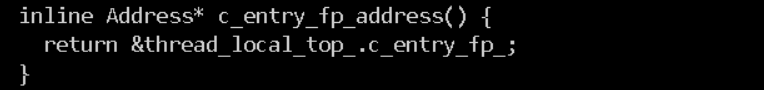 inline Address* c_entry_fp_address() {
  return &thread_local_top_.c_entry_fp_;
}